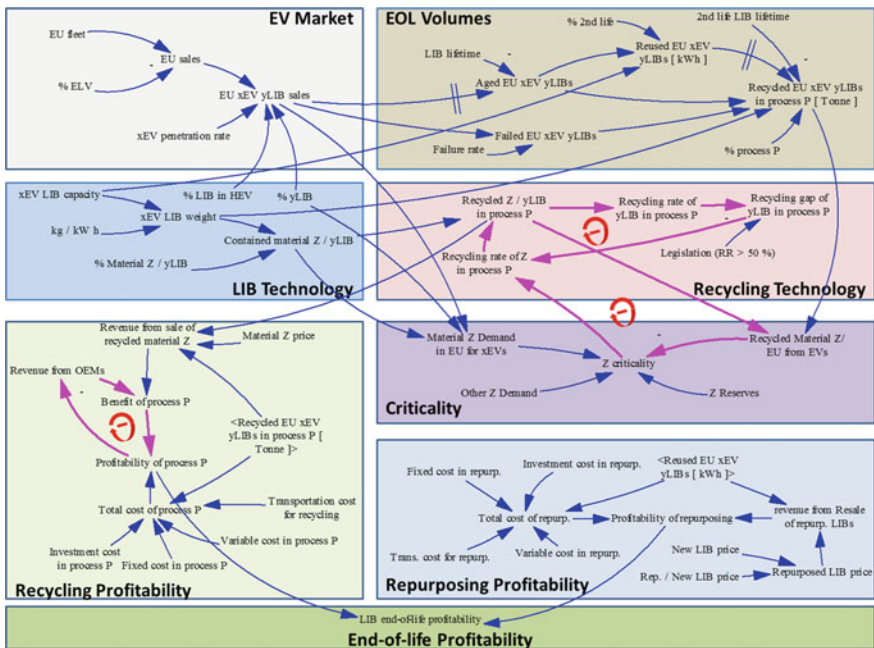 EV Market
EU fleet
EU sales
-
% ELV
EU xEV yLIB sales
xEV penetration rate
EOL Volumes
% 2nd life
2nd life LIB lifetime
LIB lifetime
-
Reused EU xEV
yLIBs [ kWh ]
-
Aged EU xEV yLIBs
Recycled EU xEV yLIBs
in process P [ Tonne ]
Failed EU xEV yLIBs
Failure rate
% process P
xEV LIB capacity
% LIB in HEV
% yLIB
xEV LIB weight
kg / kW h
Contained material Z / yLIB
% Material Z / yLIB
LIB Technology
Recycled Z / yLIB
in process P
Recycling rate of
yLIB in process P
Recycling gap of
yLIB in process P
-
Recycling rate of Z
in process P
Legislation (RR > 50 %)
Recycling Technology
Material Z Demand
in EU for xEVs
-
Recycled Material Z/
EU from EVs
Z criticality
Other Z Demand
Z Reserves
Criticality
Revenue from sale of
recycled material Z
Material Z price
Revenue from OEMs
-
Benefit of process P
<Recycled EU xEV
yLIBs in process P [
Tonne ]>
Profitability of process P
Total cost of process P
Transportation cost
for recycling
Variable cost in process P
Investment cost
in process P
Fixed cost in process P
Recycling Profitability
Fixed cost in repurp.
Investment cost in repurp.
<Reused EU xEV
yLIBs [ kWh ]>
Total cost of repurp.
Profitability of repurposing
revenue from Resale
of repurp. LIBs
Trans. cost for repurp.
Variable cost in repurp.
New LIB price
Rep. / New LIB price
Repurposed LIB price
Repurposing Profitability
LIB end-of-life profitability
End-of-life Profitability